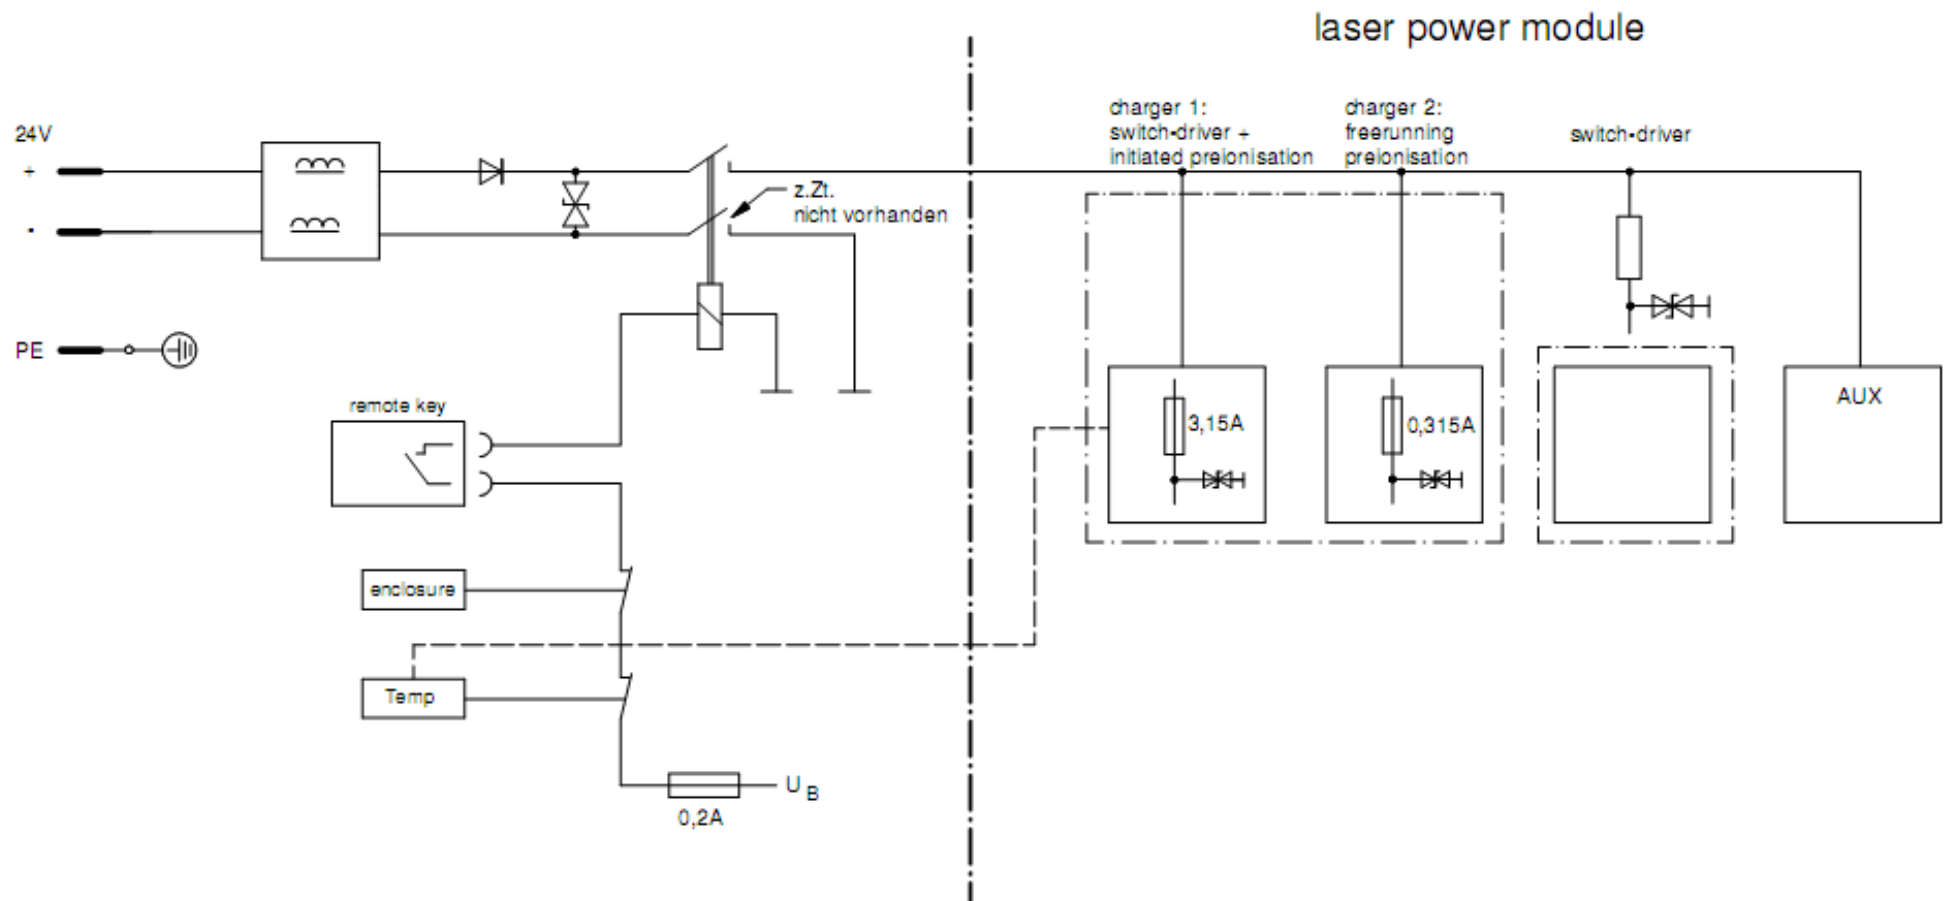 laser power module
24V
+
-
PE
z.Zt.
nicht vorhanden
charger 1:
switch-driver +
initiated preionisation
charger 2:
freerunning
preionisation
switch-driver
remote key
3,15A
0,315A
AUX
enclosure
Temp
U B
0,2A